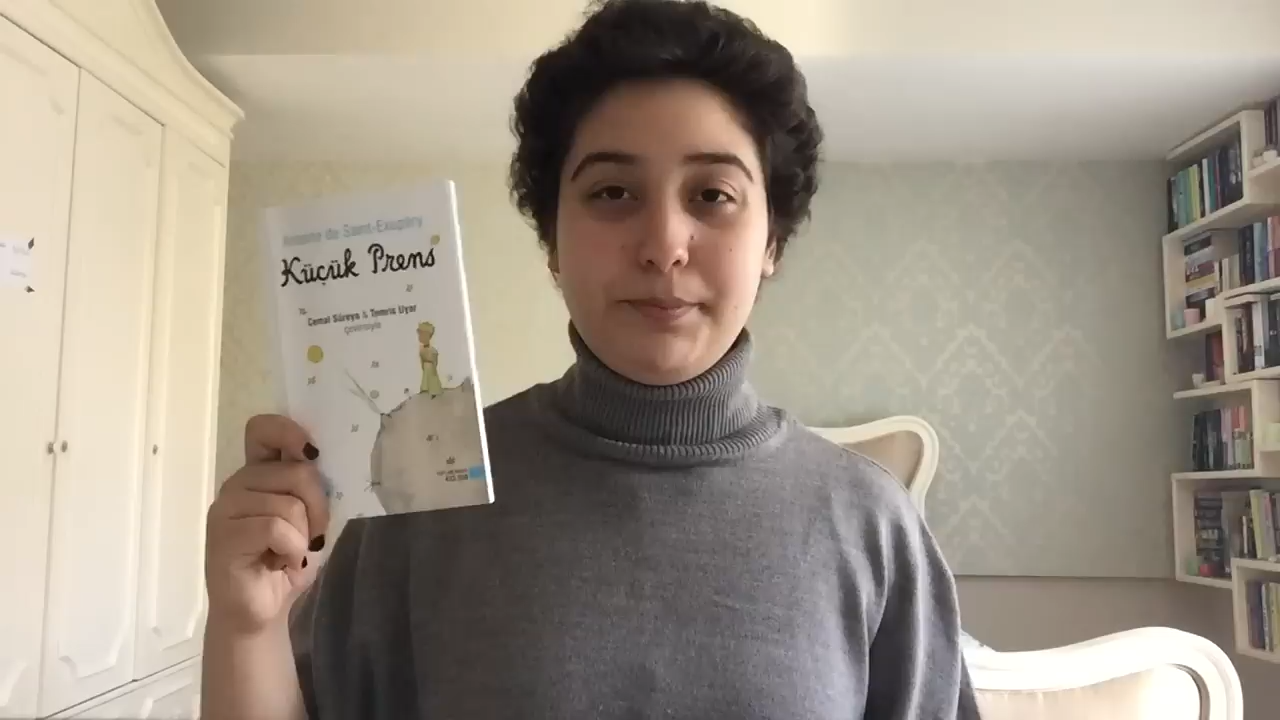 Antoine de Saint-Exupéry
Küçük Prens
Cemal Süreya & Tomris Uyar
Çevirisiyle